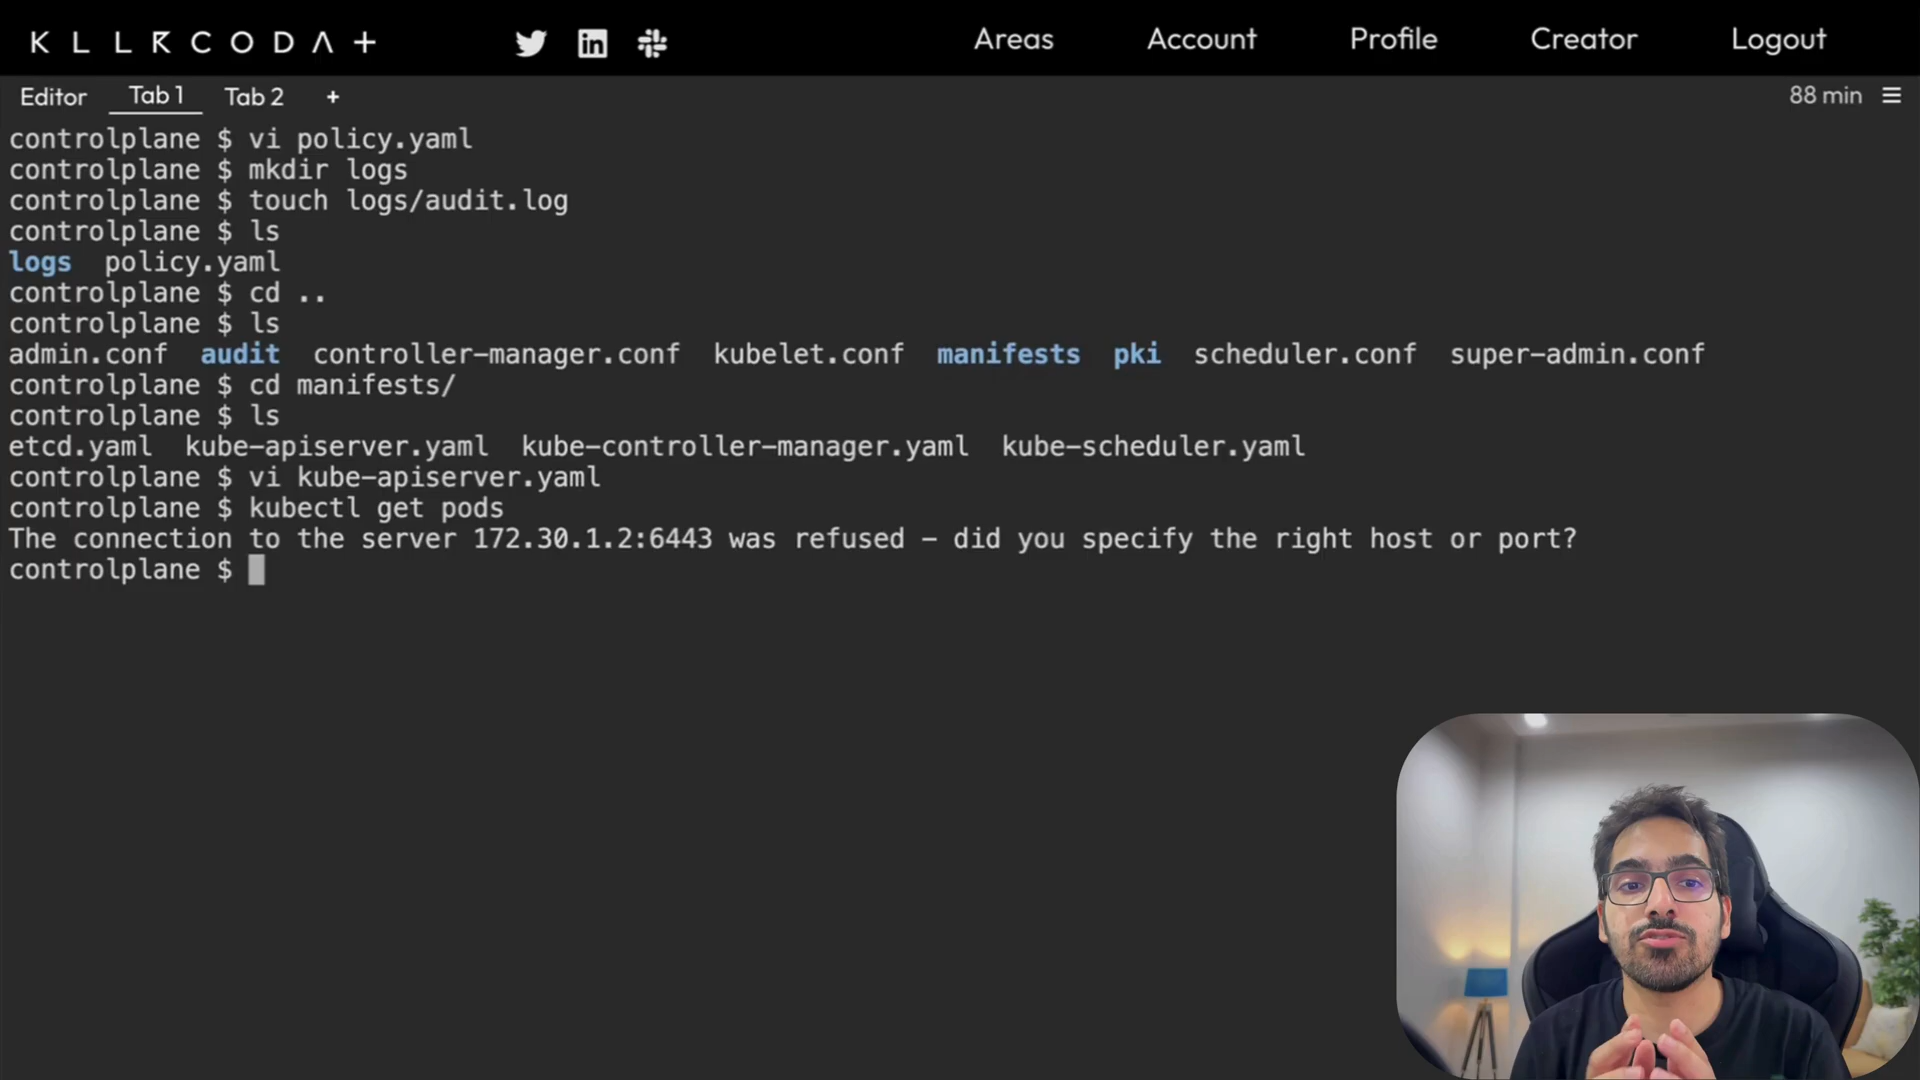 KLLRCODA+
Areas Account Profile Creator Logout
Editor Tab 1 Tab 2 + 88 min
controlplane $ vi policy.yaml
controlplane $ mkdir logs
controlplane $ touch logs/audit.log
controlplane $ ls
logs policy.yaml
controlplane $ cd ..
controlplane $ ls
admin.conf audit controller-manager.conf kubelet.conf manifests pki scheduler.conf super-admin.conf
controlplane $ cd manifests/
controlplane $ ls
etcd.yaml kube-apiserver.yaml kube-controller-manager.yaml kube-scheduler.yaml
controlplane $ vi kube-apiserver.yaml
controlplane $ kubectl get pods
The connection to the server 172.30.1.2:6443 was refused – did you specify the right host or port?
controlplane $